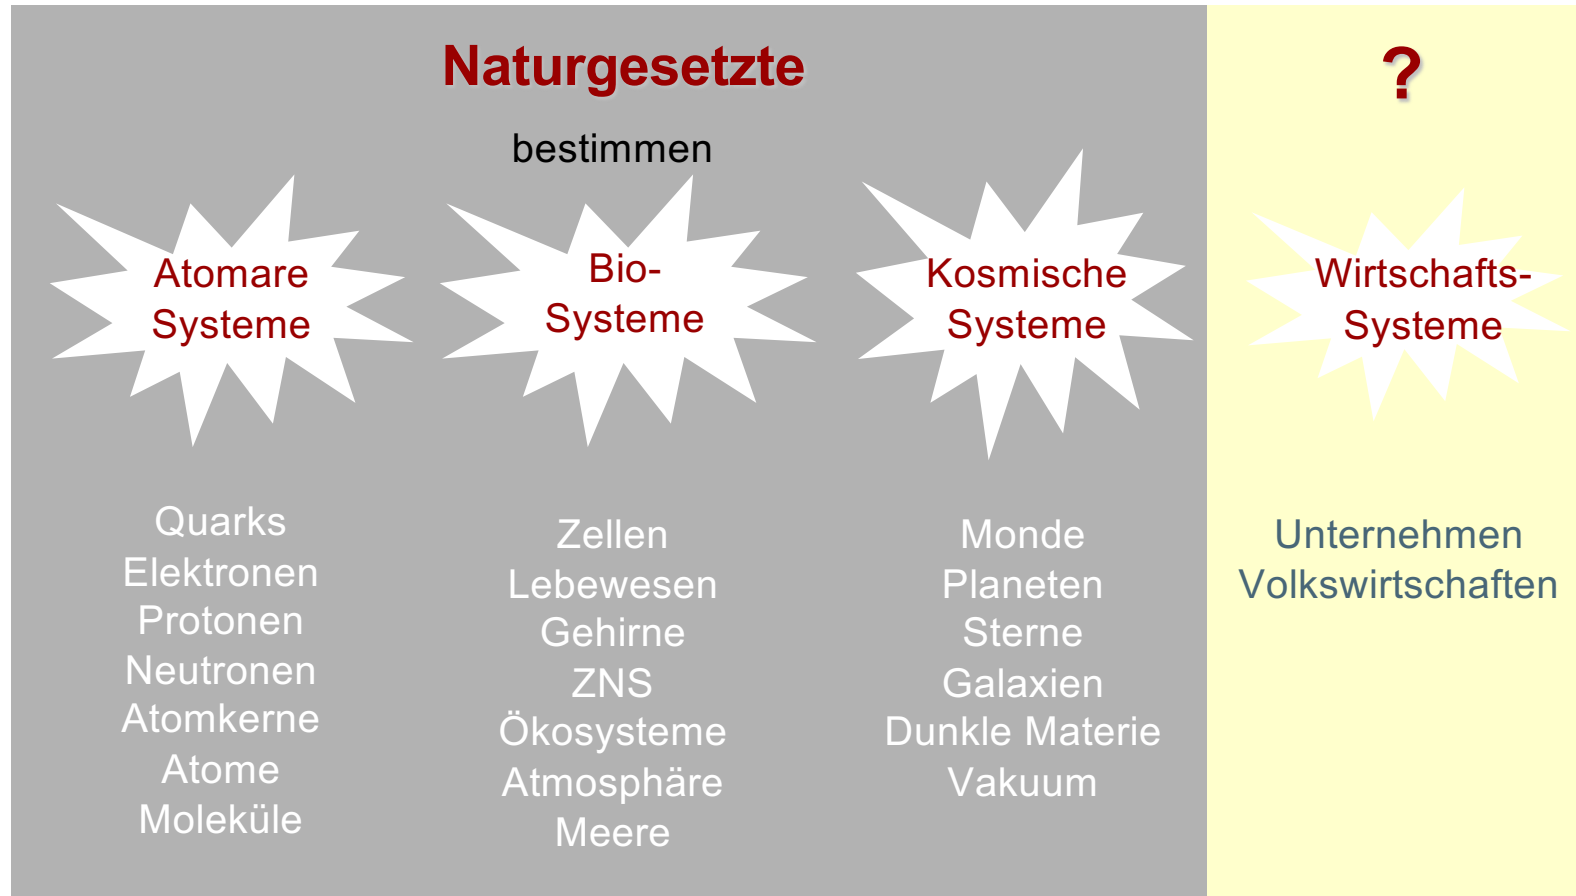 Naturgesetzte
bestimmen
Atomare
Systeme
Quarks
Elektronen
Protonen
Neutronen
Atomkerne
Atome
Moleküle
Bio-
Systeme
Zellen
Lebewesen
Gehirne
ZNS
Ökosysteme
Atmosphäre
Meere
Kosmische
Systeme
Monde
Planeten
Sterne
Galaxien
Dunkle Materie
Vakuum
?
Wirtschafts-
Systeme
Unternehmen
Volkswirtschaften